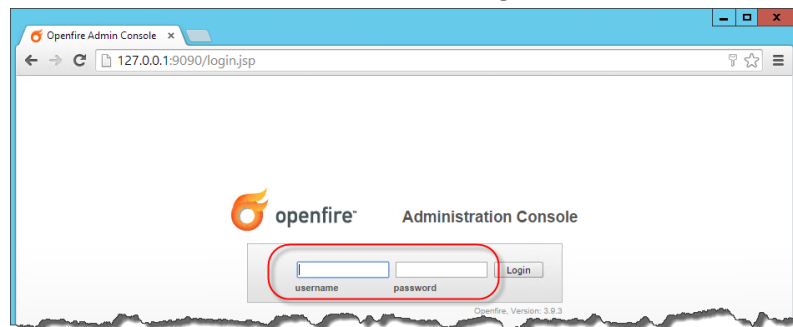 Openfire Admin Console
127.0.0.1:9090/login.jsp
openfire™ Administration Console
Login
username password
Openfire, Version: 3.9.3